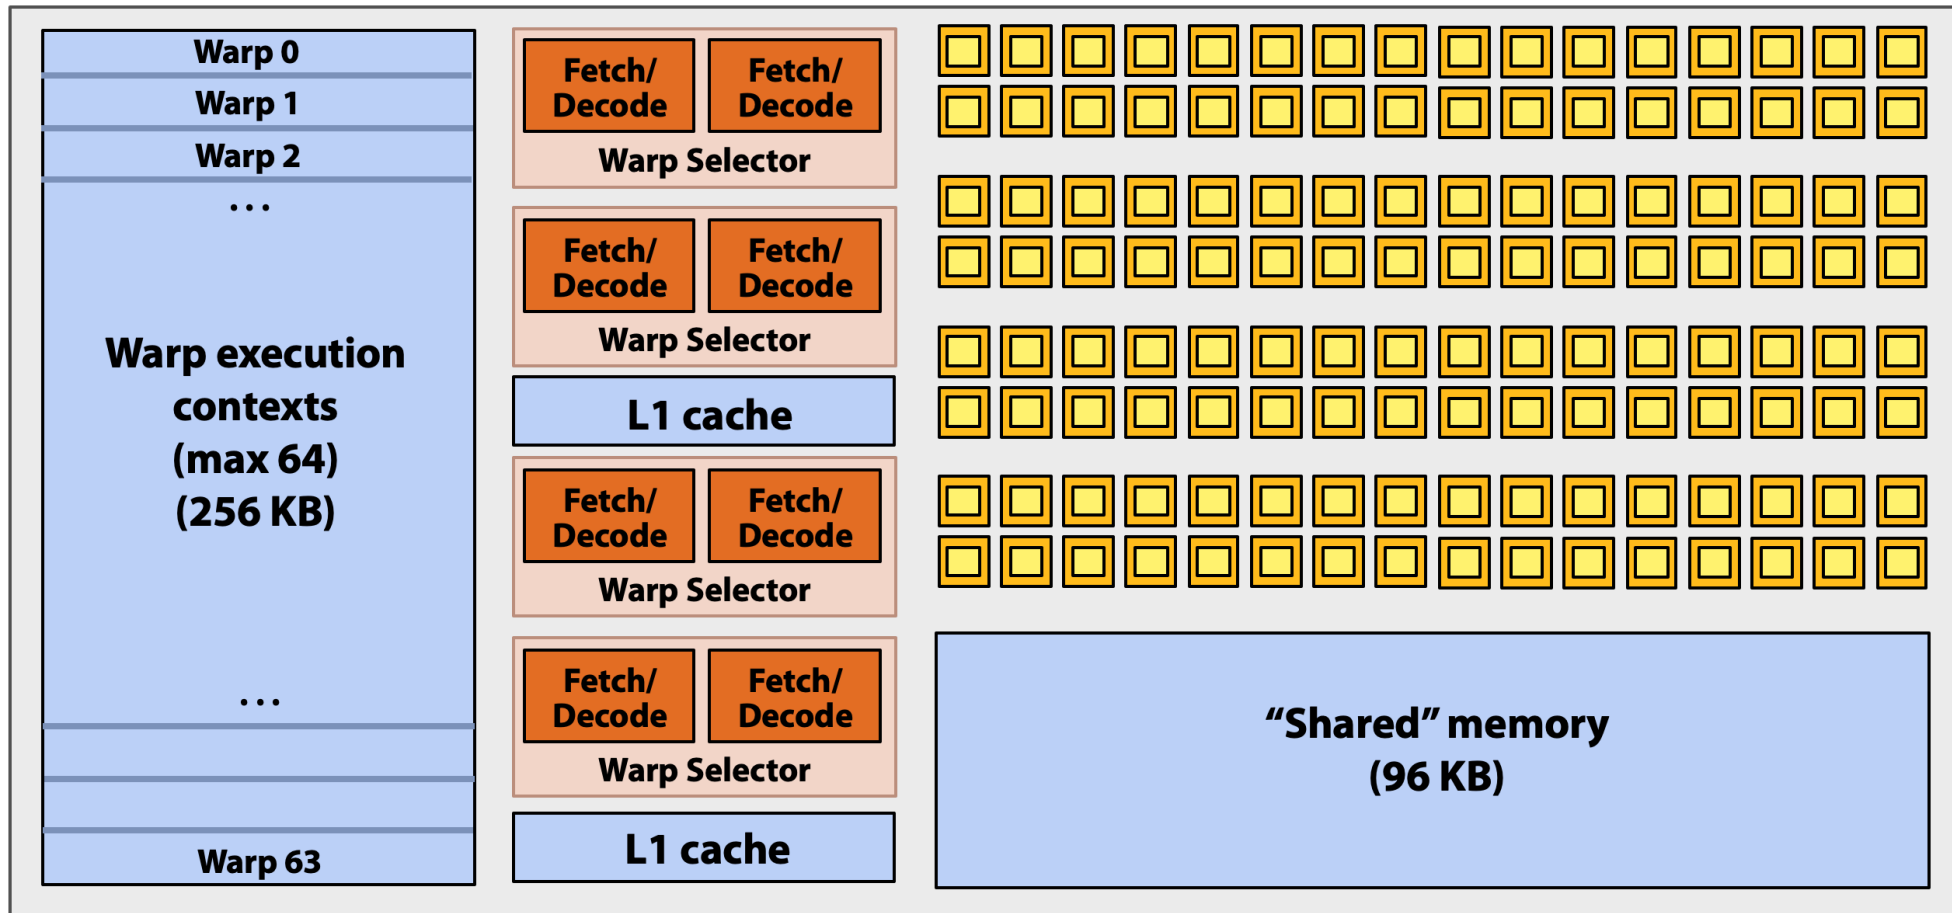 Warp 0
Warp 1
Warp 2
...
Warp execution
contexts
(max 64)
(256 KB)
...
Warp 63
Fetch/
Decode
Fetch/
Decode
Warp Selector
Fetch/
Decode
Fetch/
Decode
Warp Selector
L1 cache
Fetch/
Decode
Fetch/
Decode
Warp Selector
Fetch/
Decode
Fetch/
Decode
Warp Selector
L1 cache
“Shared” memory
(96 KB)